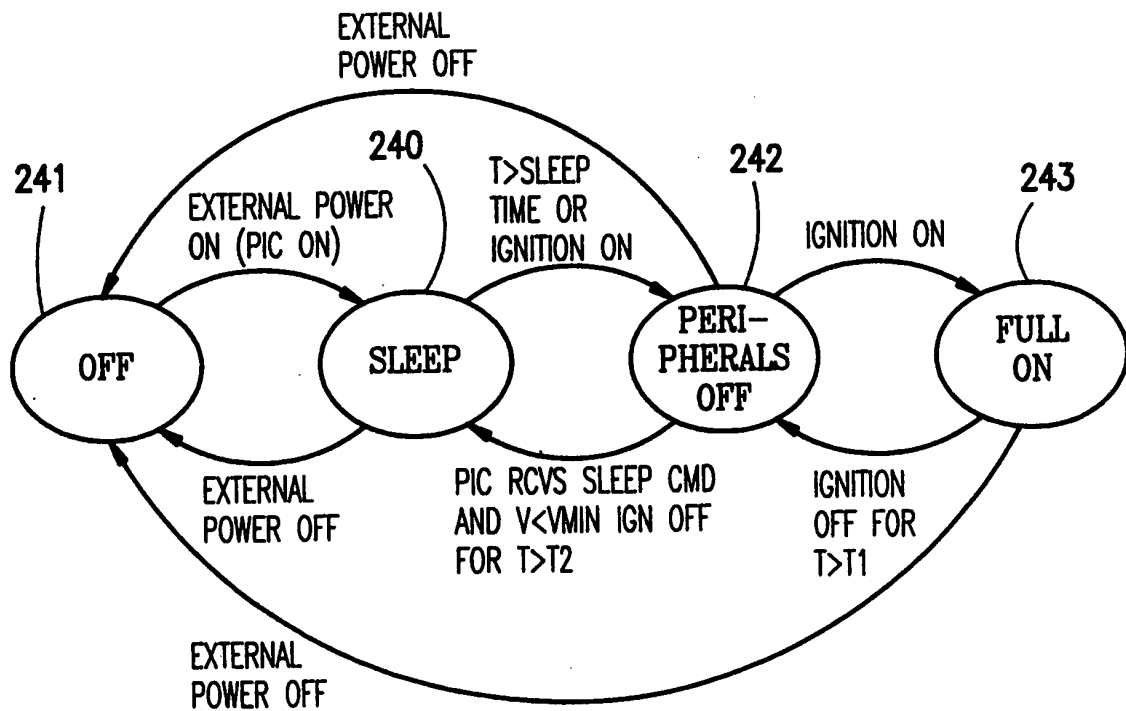 EXTERNAL
POWER OFF
241
240
242
243
EXTERNAL POWER
ON (PIC ON)
T>SLEEP
TIME OR
IGNITION ON
IGNITION ON
OFF
SLEEP
PERI-
PHERALS
OFF
FULL
ON
EXTERNAL
POWER OFF
PIC RCVS SLEEP CMD
AND V<VMIN IGN OFF
FOR T>T2
IGNITION
OFF FOR
T>T1
EXTERNAL
POWER OFF